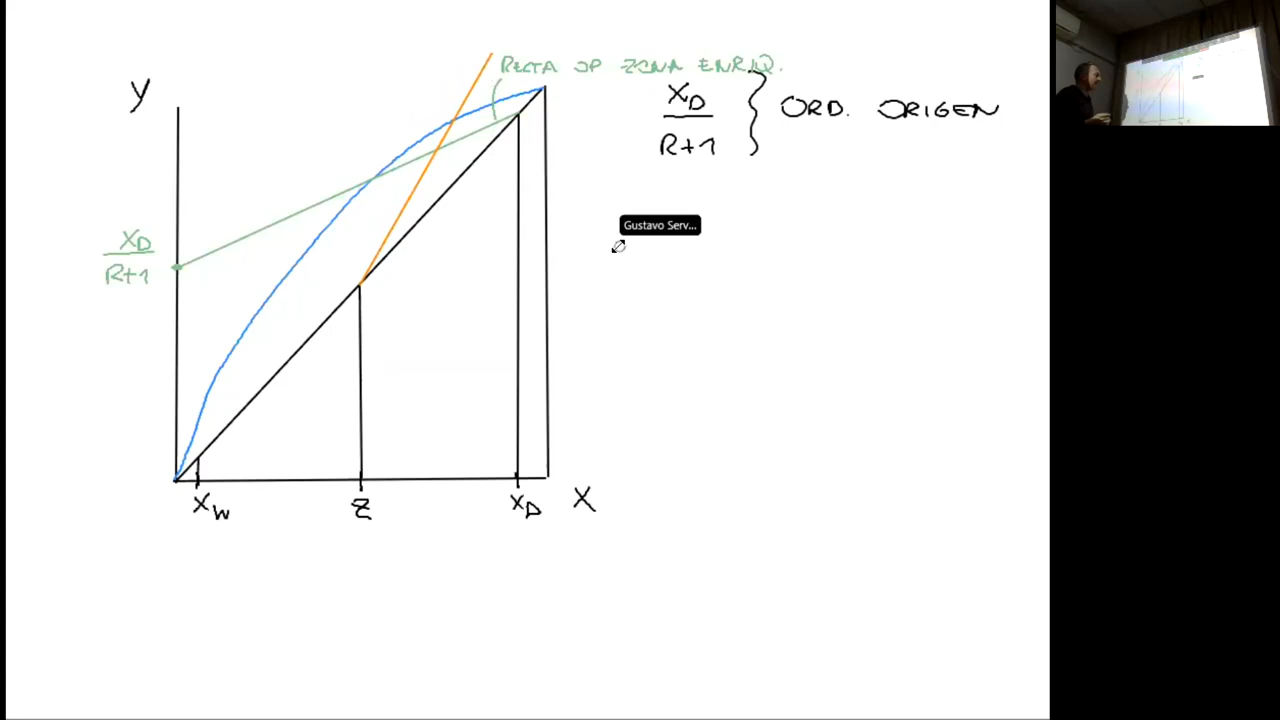 Y
RECTA OP ZONA ENRIQ.
X_D
R+1
} ORD. ORIGEN
Gustavo Serv...
X_D
R+1
X_W
Z
X_D
X